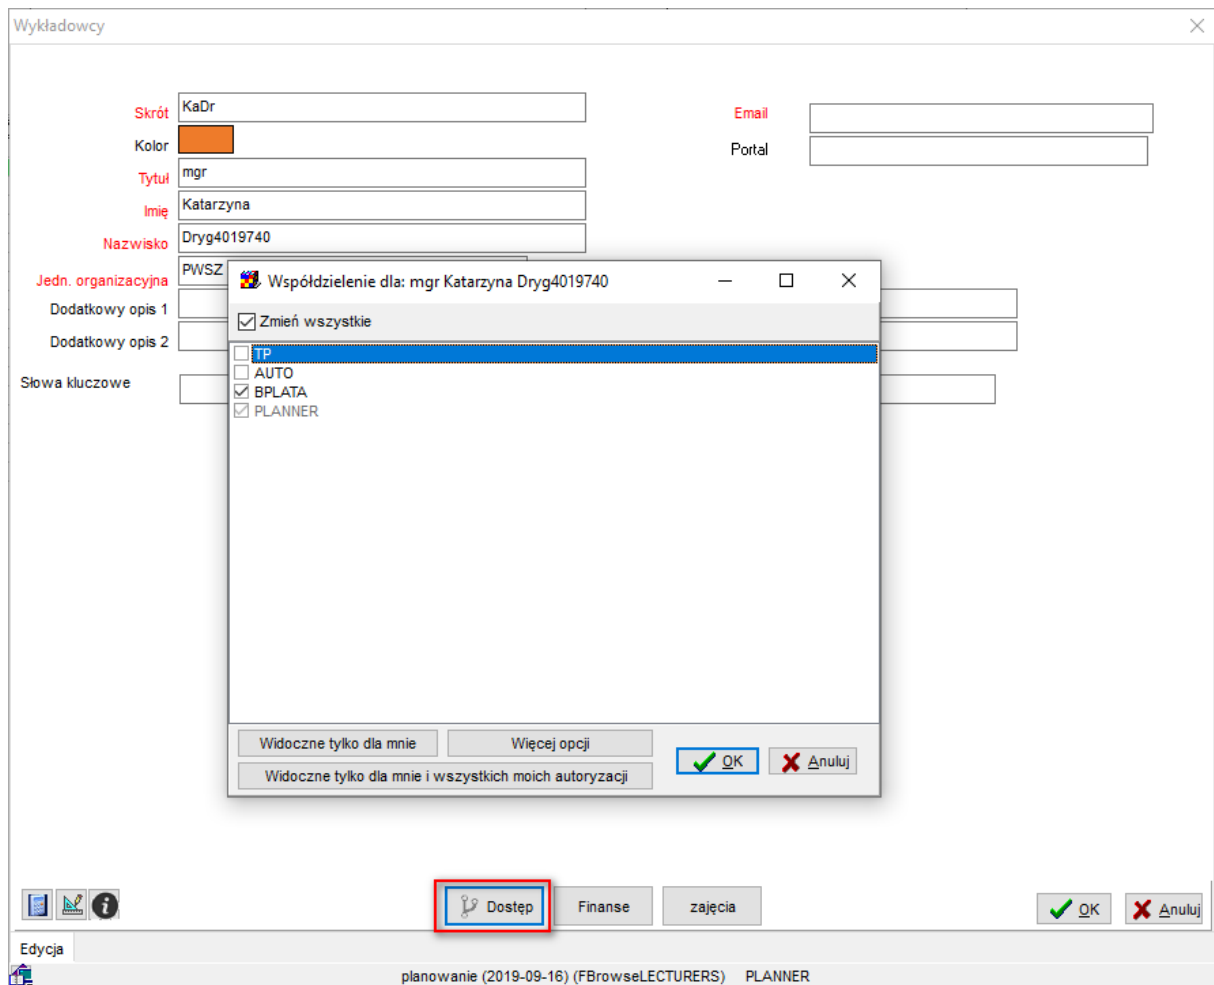 Wykładowcy
Skrót KaDr
Email
Kolor
Portal
Tytuł mgr
Imię Katarzyna
Nazwisko Dryg4019740
Jedn. organizacyjna PWSZ
Dodatkowy opis 1
Dodatkowy opis 2
Słowa kluczowe
Współdzielenie dla: mgr Katarzyna Dryg4019740
Zmień wszystkie
TP
AUTO
BPLATA
PLANNER
Widoczne tylko dla mnie
Więcej opcji
Widoczne tylko dla mnie i wszystkich moich autoryzacji
OK
Anuluj
Dostęp
Finanse
zajęcia
OK
Anuluj
Edycja
planowanie (2019-09-16) (FBrowseLECTURERS) PLANNER